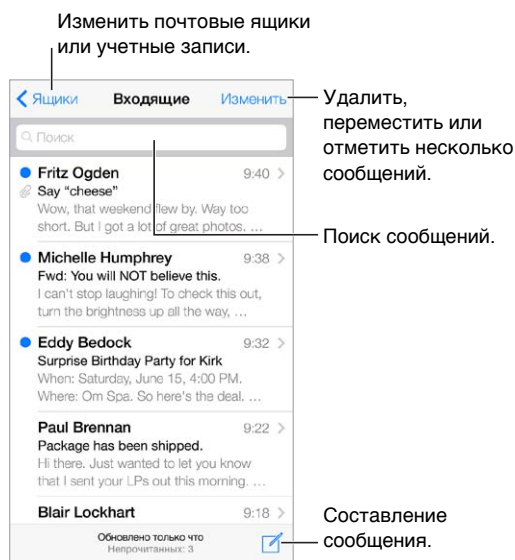 Изменить почтовые ящики
или учетные записи.
Ящики Входящие Изменить
Удалить,
переместить или
отметить несколько
сообщений.
Поиск
Fritz Ogden 9:40
Say “cheese”
Wow, that weekend flew by. Way too
short. But I got a lot of great photos. …
Поиск сообщений.
Michelle Humphrey 9:38
Fwd: You will NOT believe this.
I can't stop laughing! To check this out,
turn the brightness up all the way, …
Eddy Bedock 9:32
Surprise Birthday Party for Kirk
When: Saturday, June 15, 4:00 PM.
Where: Om Spa. So here's the deal. …
Paul Brennan 9:22
Package has been shipped.
Hi there. Just wanted to let you know
that I sent your LPs out this morning. …
Blair Lockhart 9:18
Обновлено только что
Непрочитанных: 3
Составление
сообщения.